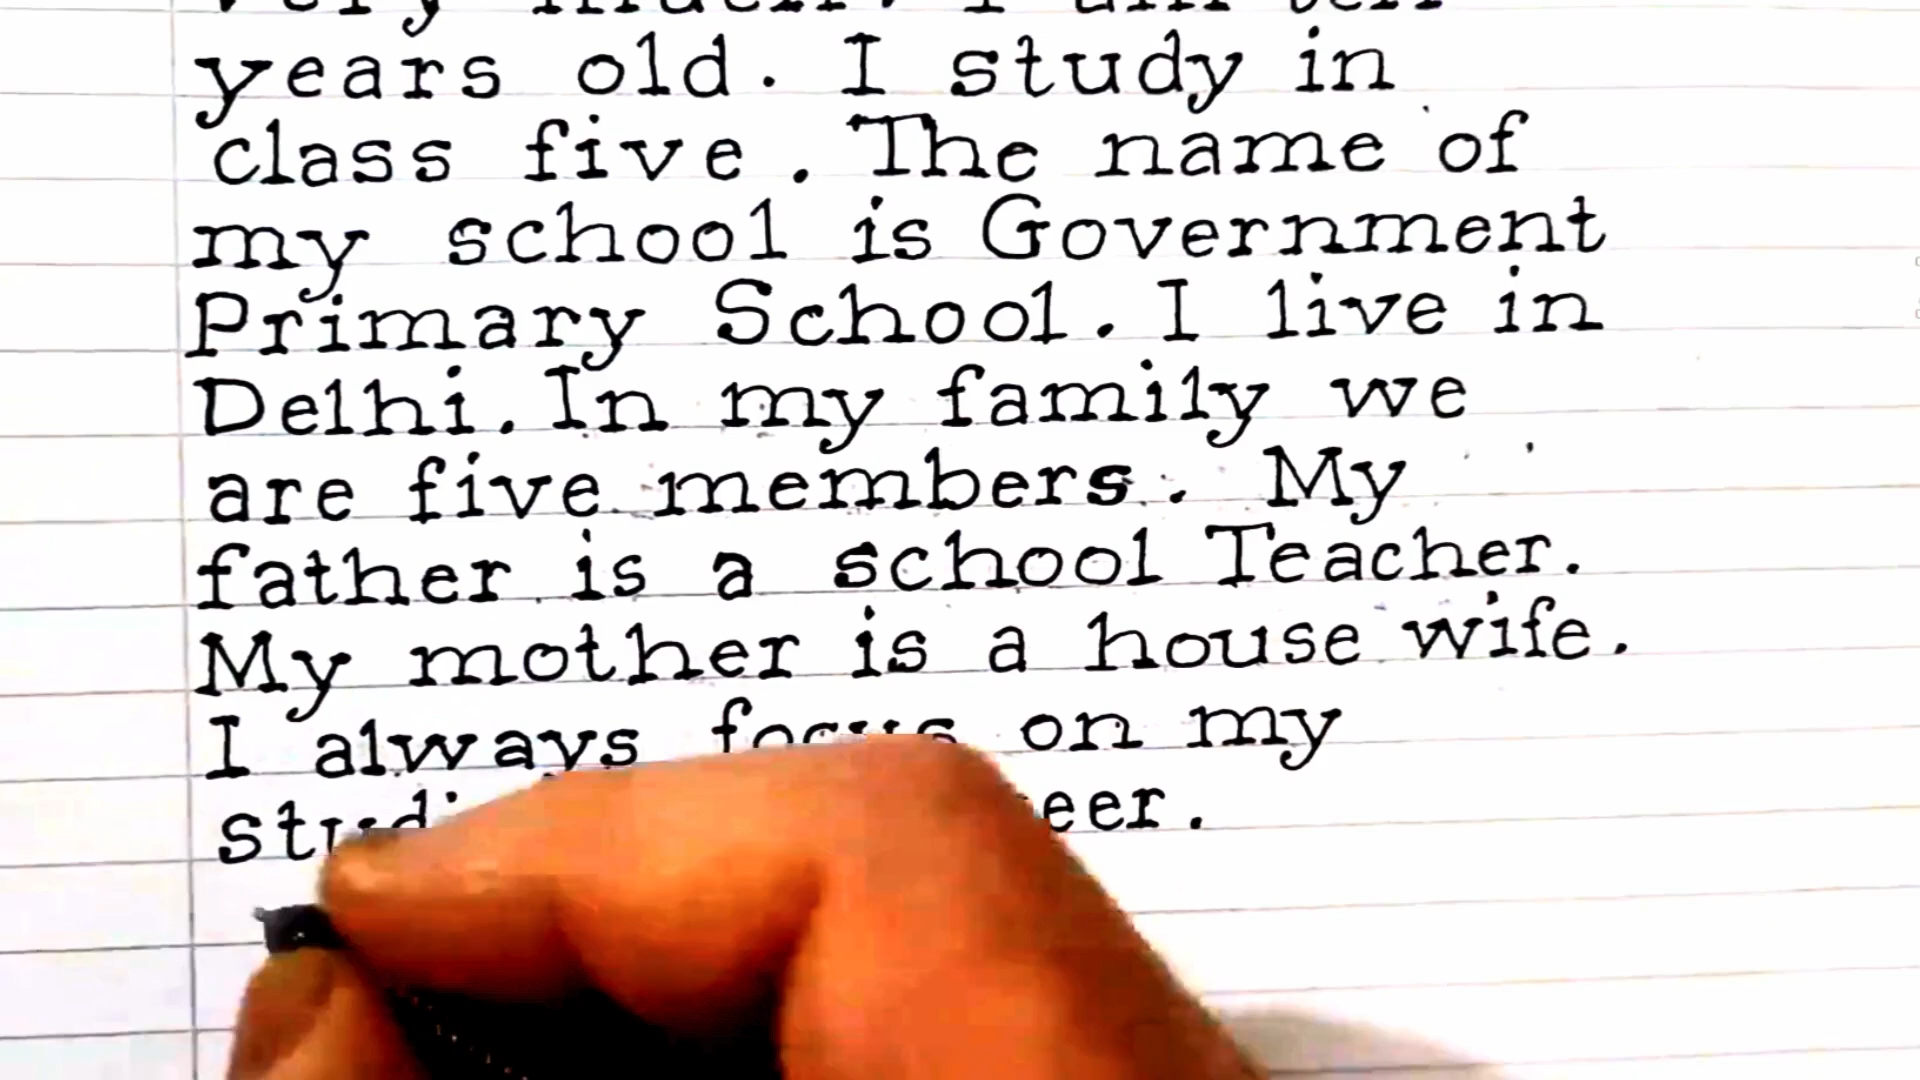 years old. I study in
class five. The name of
my school is Government
Primary School. I live in
Delhi. In my family we
are five members. My
father is a school Teacher.
My mother is a house wife.
I always focus on my